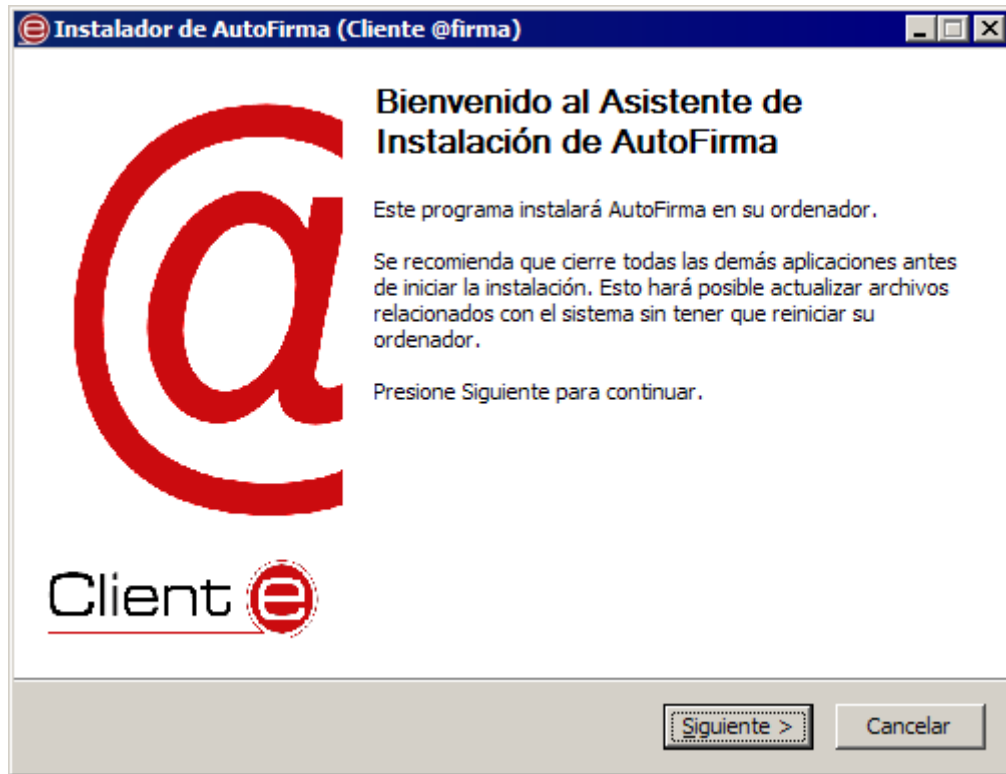 Instalador de AutoFirma (Cliente @firma)
Bienvenido al Asistente de
Instalación de AutoFirma
Este programa instalará AutoFirma en su ordenador.
Se recomienda que cierre todas las demás aplicaciones antes
de iniciar la instalación. Esto hará posible actualizar archivos
relacionados con el sistema sin tener que reiniciar su
ordenador.
Presione Siguiente para continuar.
@
Client e
Siguiente >
Cancelar